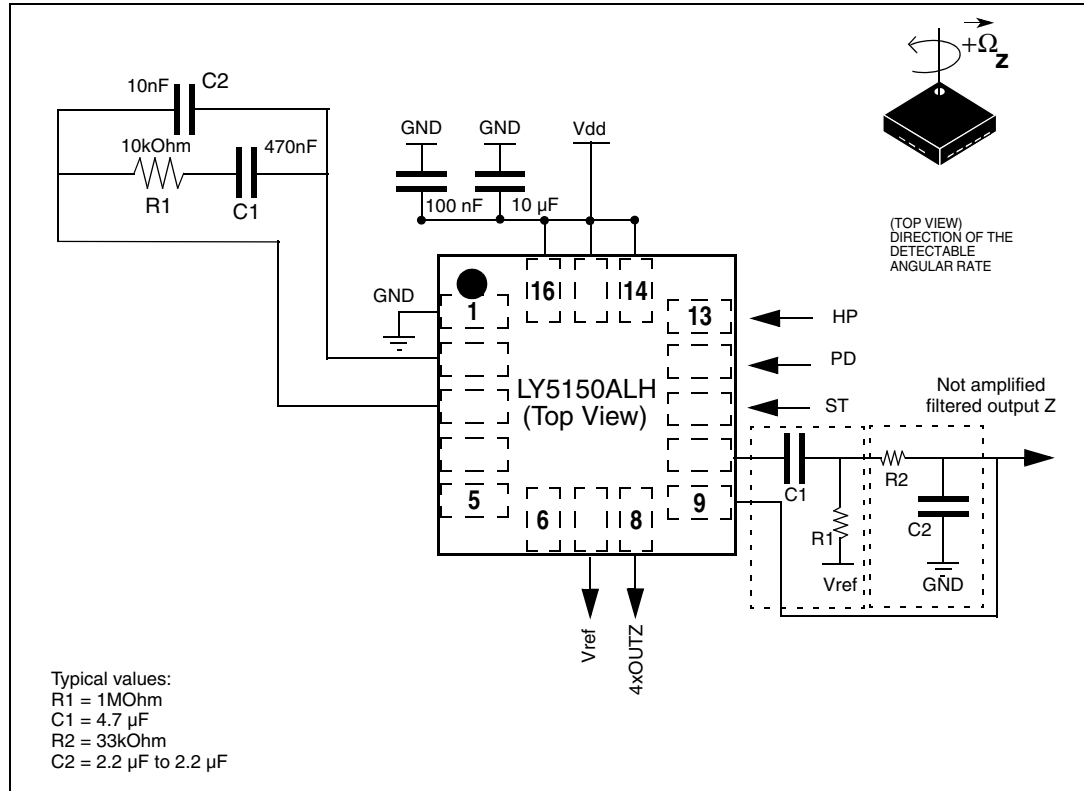 +Ω
Z
10nF
C2
10kOhm
470nF
R1
C1
GND
GND
Vdd
100 nF
10 µF
(TOP VIEW)
DIRECTION OF THE
DETECTABLE
ANGULAR RATE
GND
1
16
14
13
HP
PD
ST
LY5150ALH
(Top View)
Not amplified
filtered output Z
5
6
8
9
C1
R2
R1
C2
Vref
GND
Vref
4xOUTZ
Typical values:
R1 = 1MOhm
C1 = 4.7 µF
R2 = 33kOhm
C2 = 2.2 µF to 2.2 µF